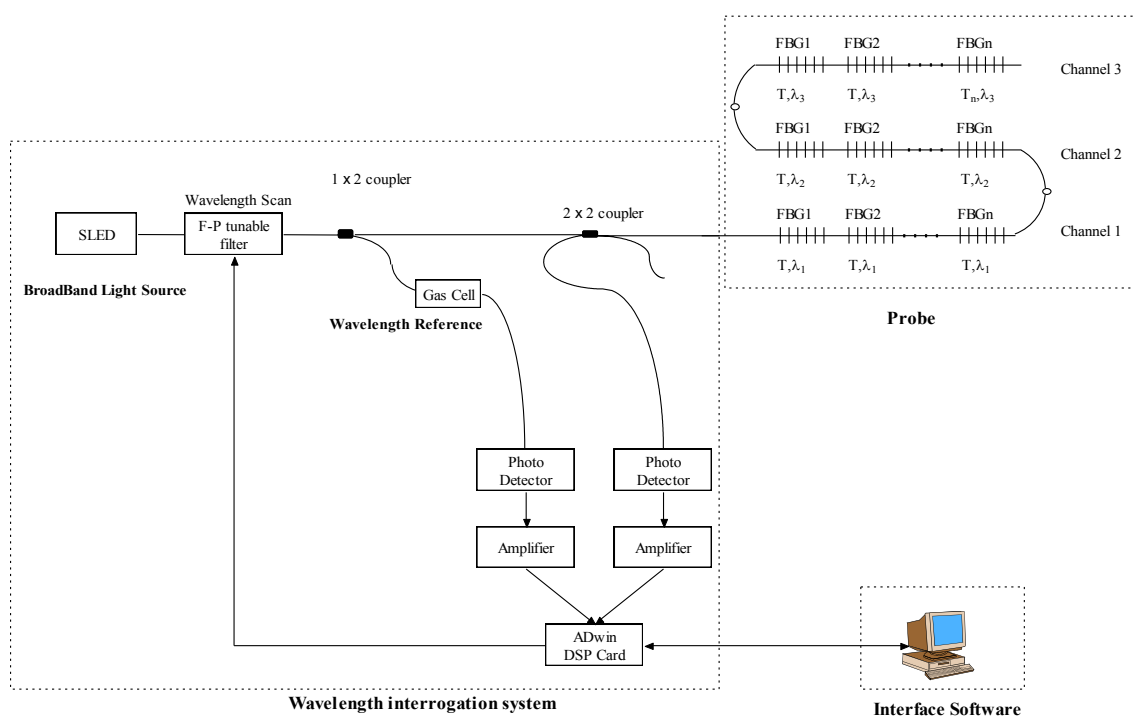 FBG1 FBG2 FBGn
Channel 3
T,λ3 T,λ3 Tn,λ3
FBG1 FBG2 FBGn
Channel 2
T,λ2 T,λ2 T,λ2
FBG1 FBG2 FBGn
Channel 1
T,λ1 T,λ1 T,λ1
Probe
1 x 2 coupler
Wavelength Scan
2 x 2 coupler
SLED
F-P tunable
filter
BroadBand Light Source
Gas Cell
Wavelength Reference
Photo
Detector
Photo
Detector
Amplifier
Amplifier
ADwin
DSP Card
Wavelength interrogation system
Interface Software